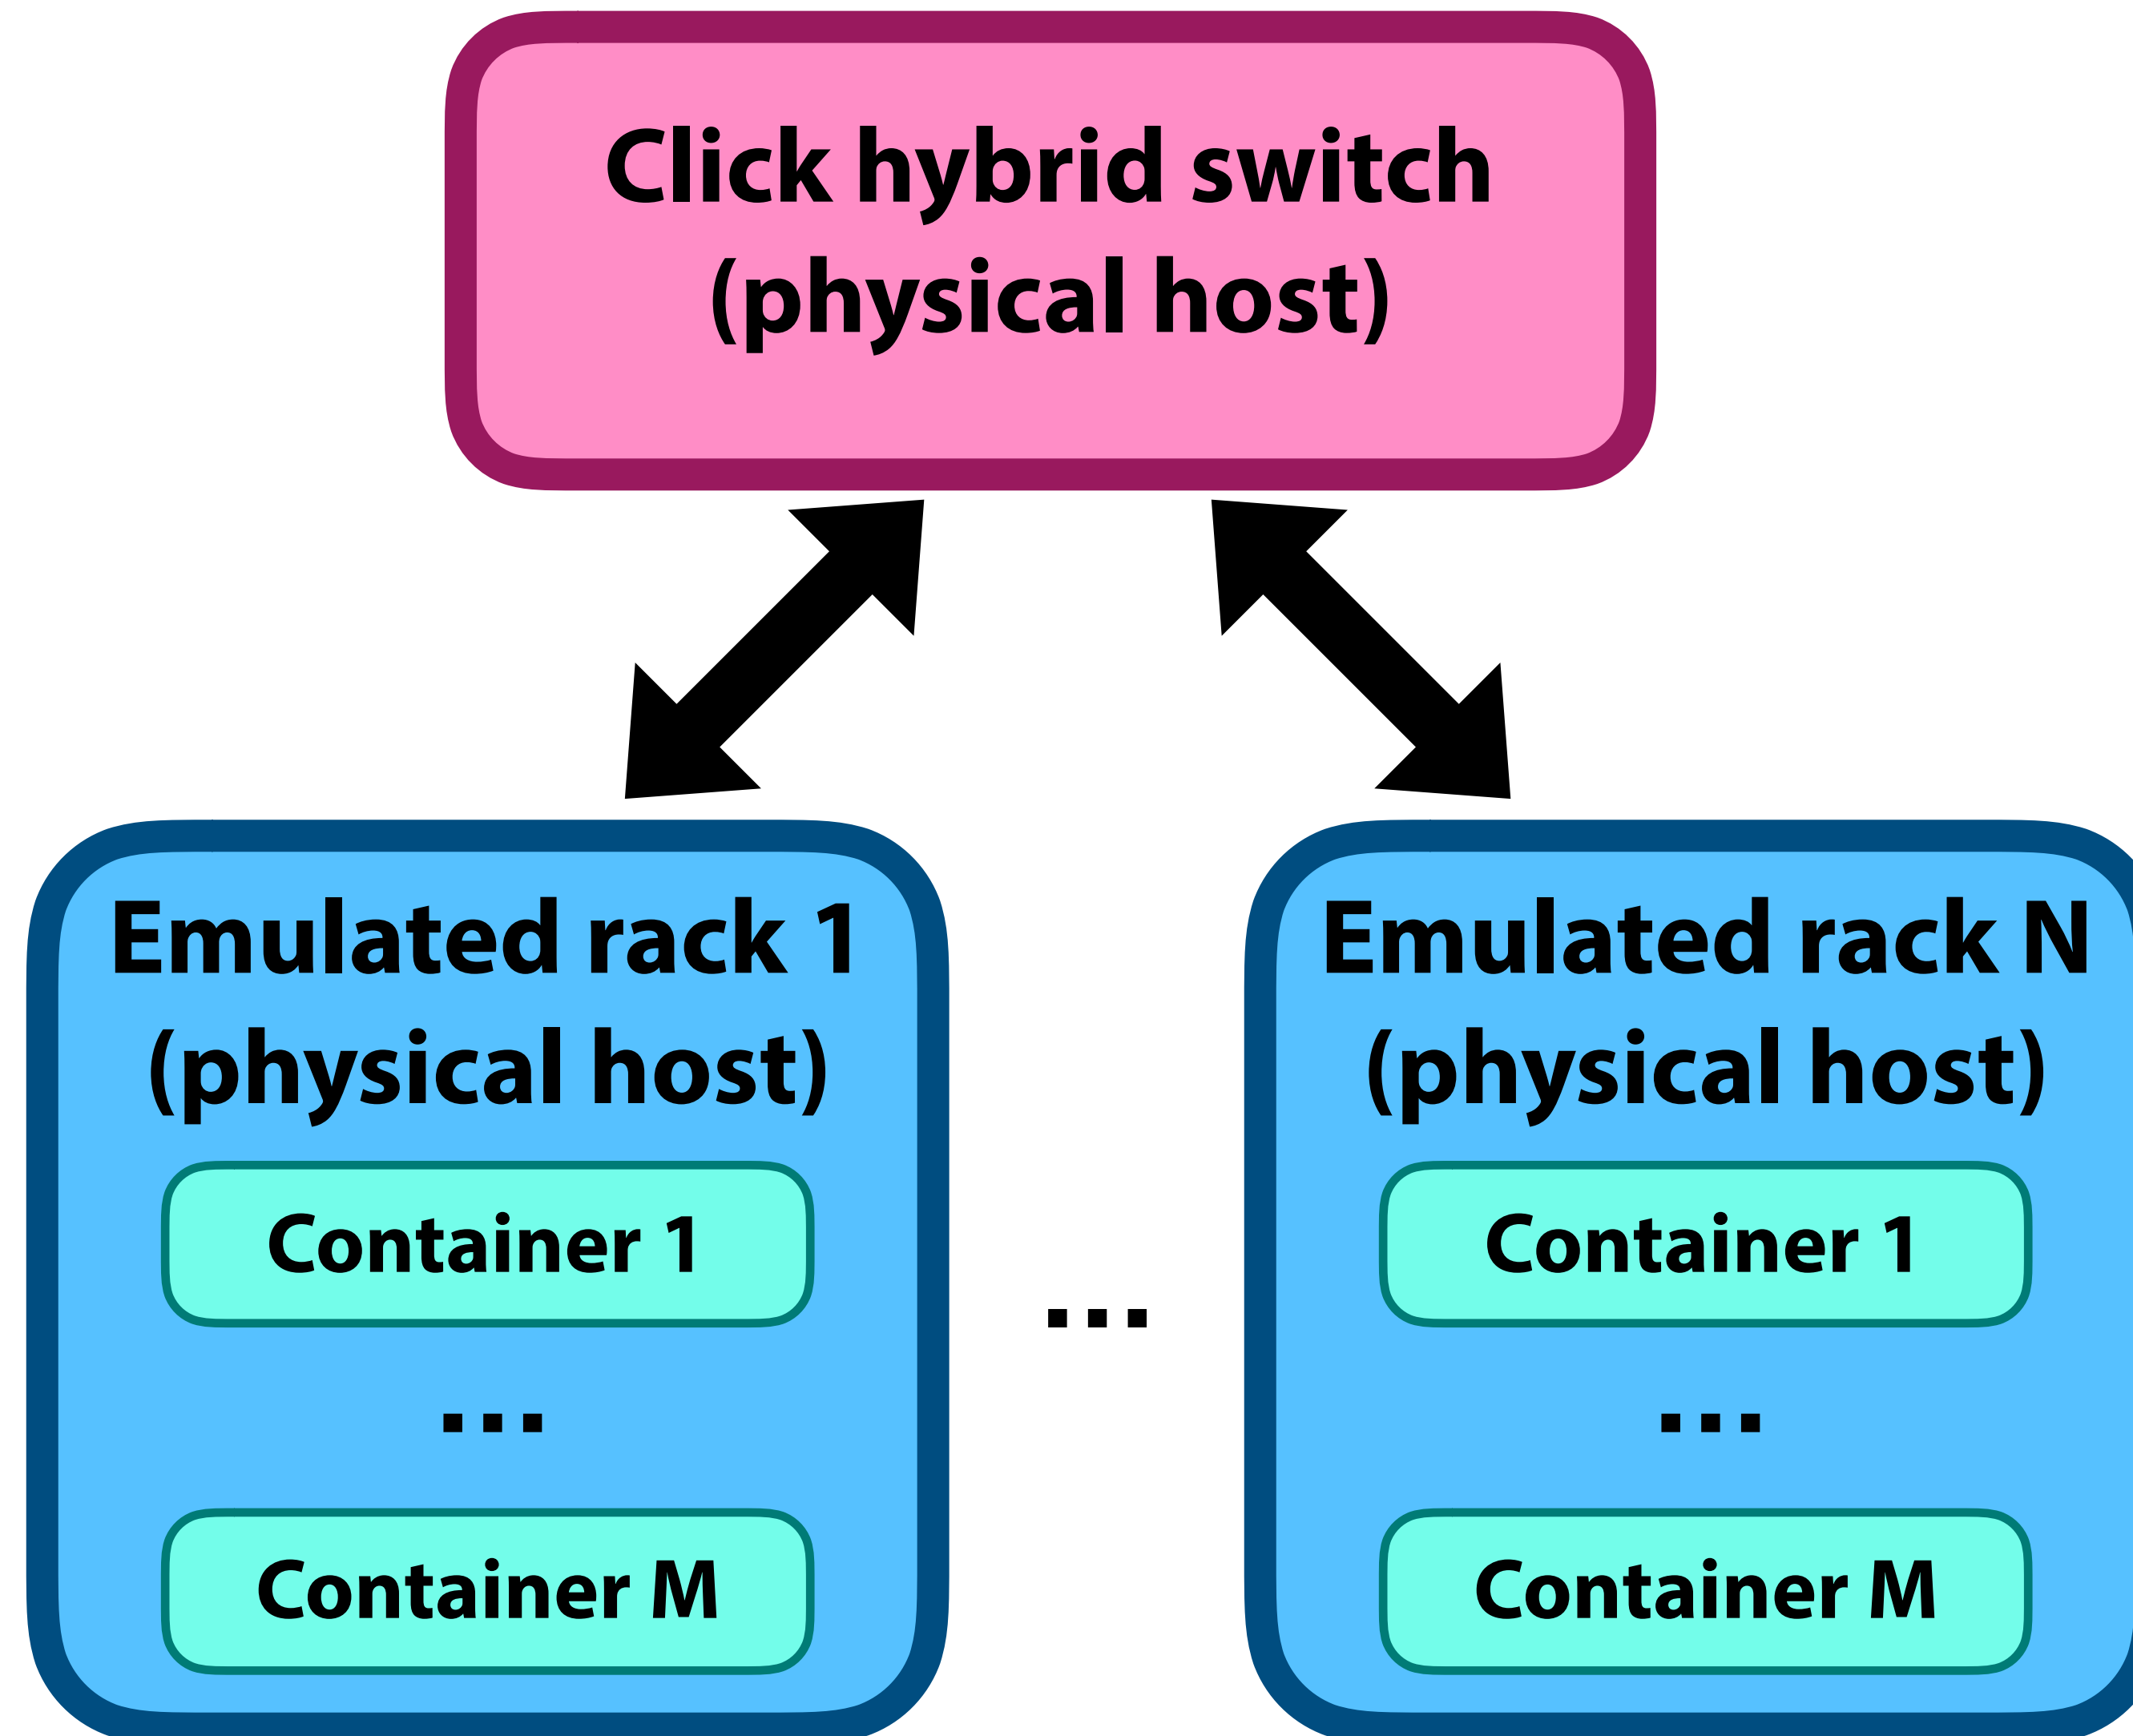 Click hybrid switch
(physical host)
Emulated rack 1
(physical host)
Container 1
...
Container M
...
Emulated rack N
(physical host)
Container 1
...
Container M